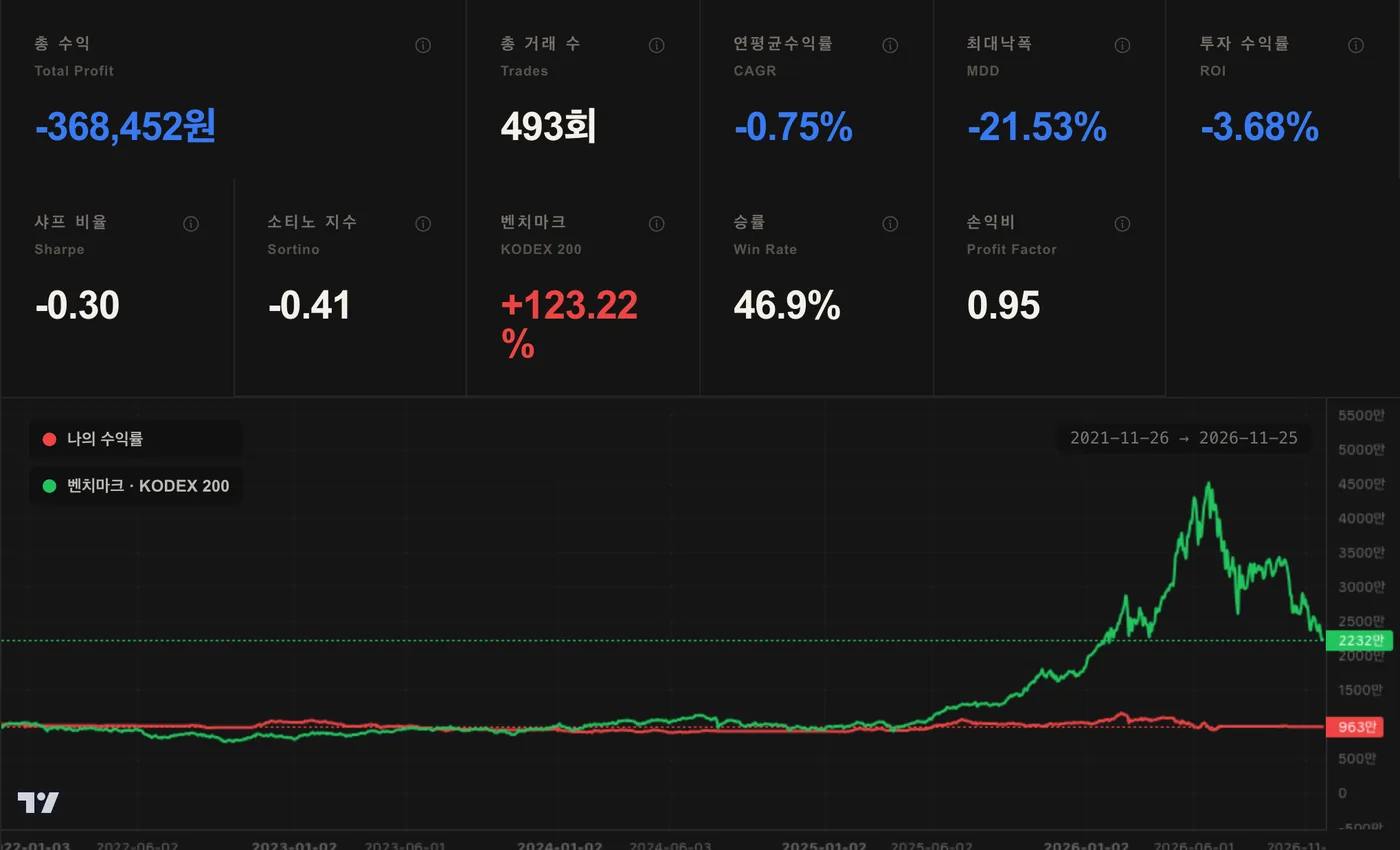 총 수익
Total Profit
-368,452원
총 거래 수
Trades
493회
연평균수익률
CAGR
-0.75%
최대낙폭
MDD
-21.53%
투자 수익률
ROI
-3.68%
샤프 비율
Sharpe
-0.30
소티노 지수
Sortino
-0.41
벤치마크
KODEX 200
+123.22
%
승률
Win Rate
46.9%
손익비
Profit Factor
0.95
나의 수익률
벤치마크 · KODEX 200
2021-11-26 → 2026-11-25
5500만
5000만
4500만
4000만
3500만
3000만
2500만
2232만
2000만
1500만
963만
500만
0
-500만
22-01-03
2022-06-02
2023-01-02
2023-06-01
2024-01-02
2024-06-03
2025-01-02
2025-06-02
2026-01-02
2026-06-01
2026-11-